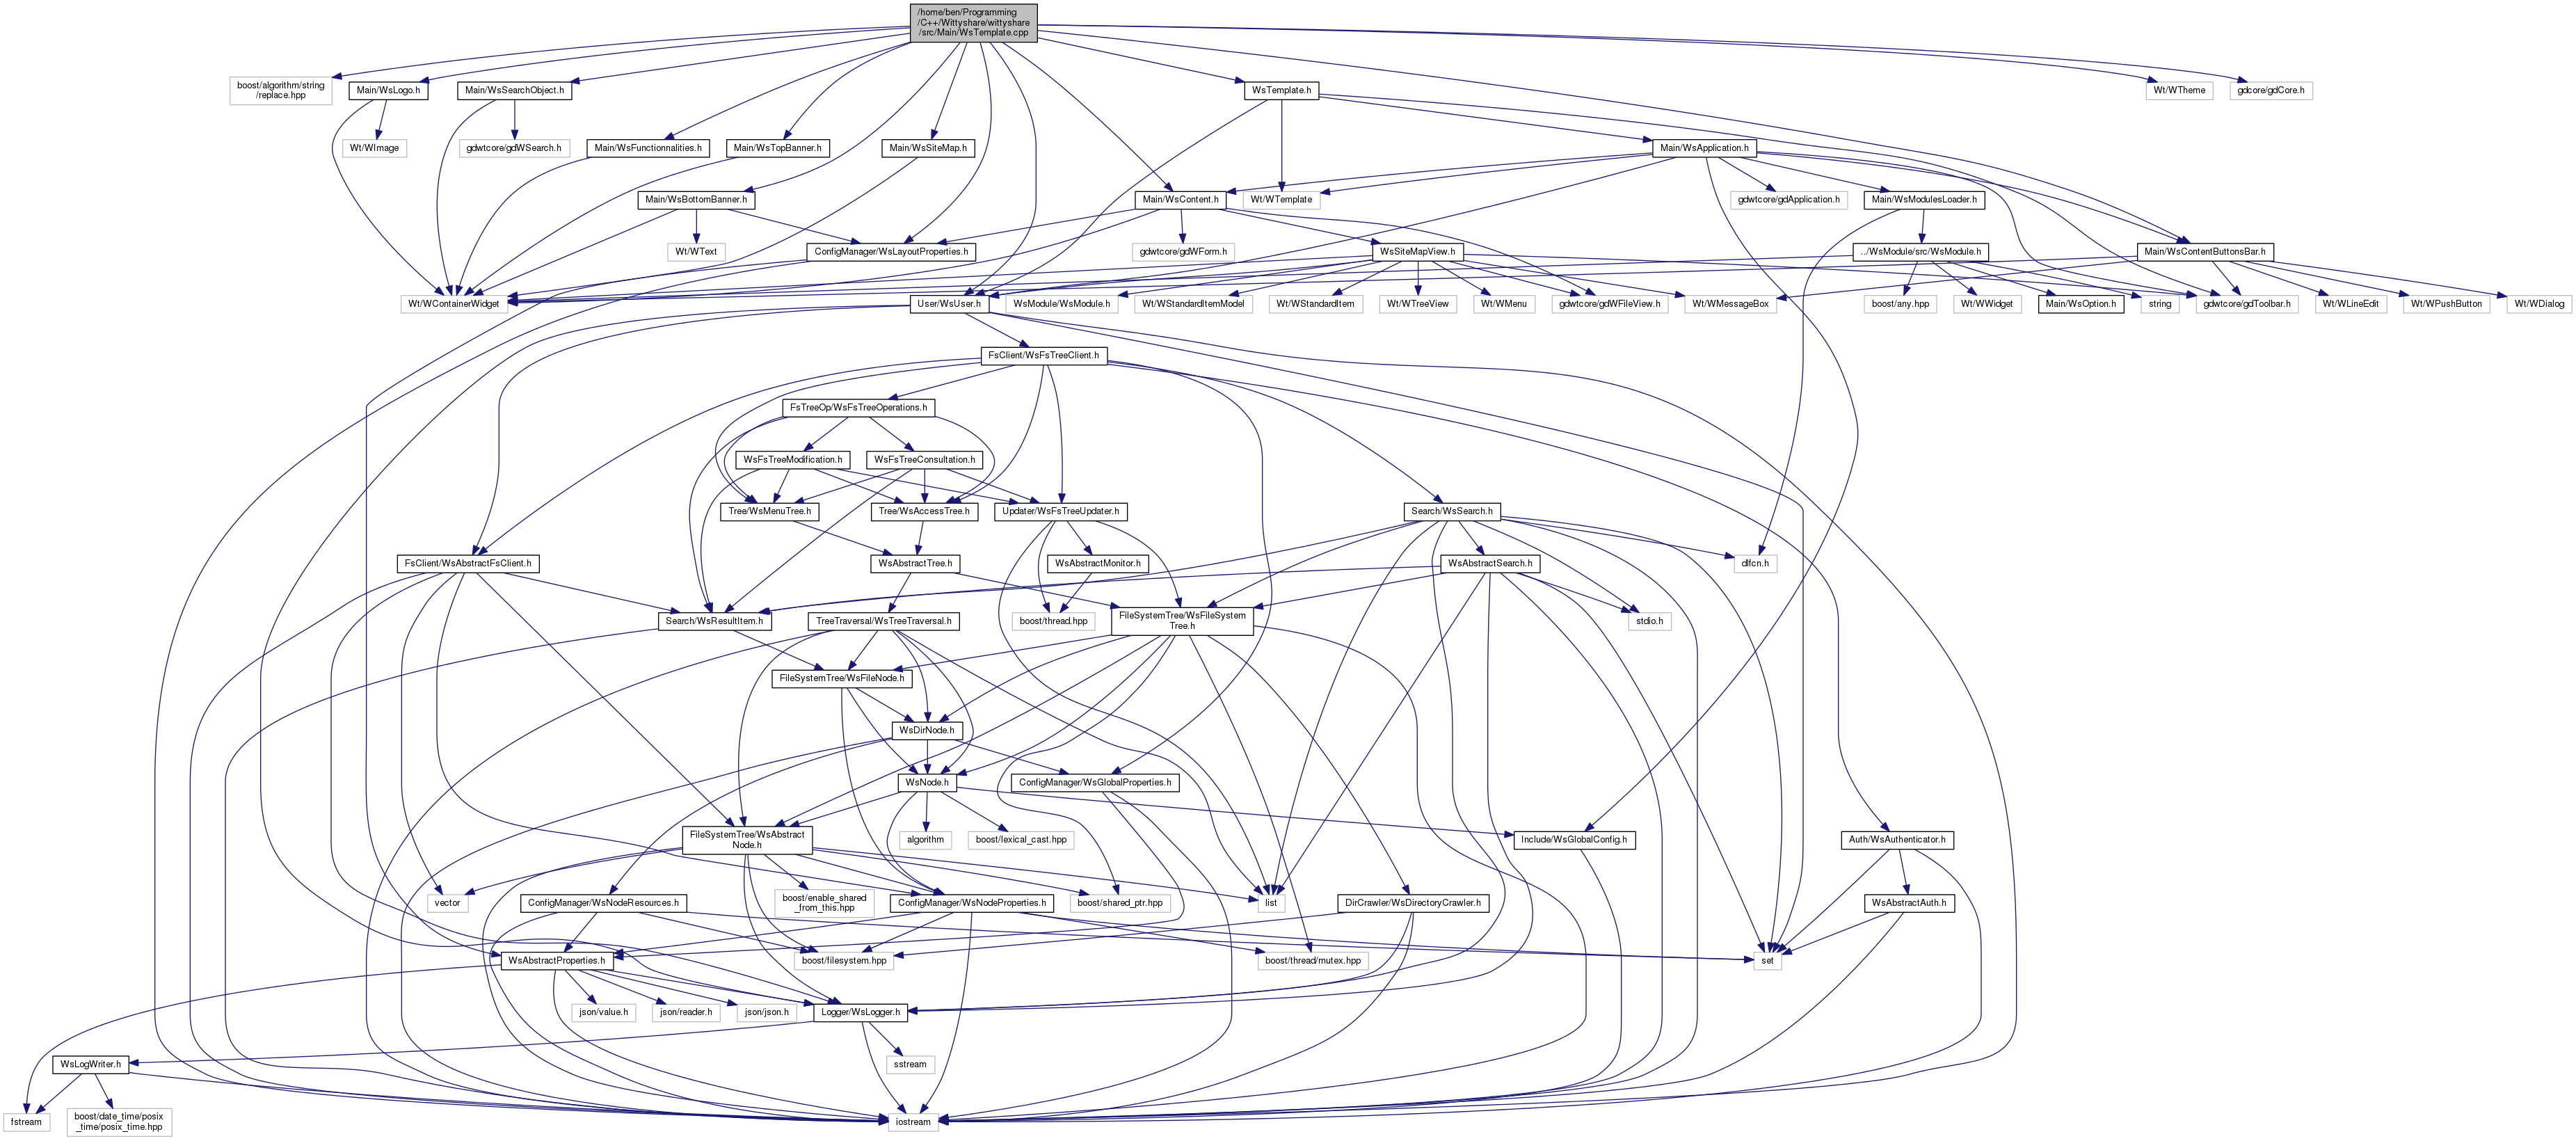 /home/ben/Programming
/C++/Wittyshare/wittyshare
/src/Main/WsTemplate.cpp
boost/algorithm/string
/replace.hpp
Main/WsLogo.h
Main/WsSearchObject.h
WsTemplate.h
Wt/WTheme
gdcore/gdCore.h
Wt/WImage
gdwtcore/gdWSearch.h
Main/WsFunctionnalities.h
Main/WsTopBanner.h
Main/WsSiteMap.h
Main/WsApplication.h
Main/WsBottomBanner.h
Main/WsContent.h
Wt/WTemplate
gdwtcore/gdApplication.h
Main/WsModulesLoader.h
Wt/WText
ConfigManager/WsLayoutProperties.h
gdwtcore/gdWForm.h
WsSiteMapView.h
../WsModule/src/WsModule.h
Main/WsContentButtonsBar.h
Wt/WContainerWidget
User/WsUser.h
WsModule/WsModule.h
Wt/WStandardItemModel
Wt/WStandardItem
Wt/WTreeView
Wt/WMenu
gdwtcore/gdWFileView.h
Wt/WMessageBox
boost/any.hpp
Wt/WWidget
Main/WsOption.h
string
gdwtcore/gdToolbar.h
Wt/WLineEdit
Wt/WPushButton
Wt/WDialog
FsClient/WsFsTreeClient.h
FsTreeOp/WsFsTreeOperations.h
WsFsTreeModification.h
WsFsTreeConsultation.h
Tree/WsMenuTree.h
Tree/WsAccessTree.h
Updater/WsFsTreeUpdater.h
Search/WsSearch.h
FsClient/WsAbstractFsClient.h
WsAbstractTree.h
WsAbstractMonitor.h
WsAbstractSearch.h
dlfcn.h
Search/WsResultItem.h
TreeTraversal/WsTreeTraversal.h
boost/thread.hpp
FileSystemTree/WsFileSystem
Tree.h
stdio.h
FileSystemTree/WsFileNode.h
WsDirNode.h
WsNode.h
ConfigManager/WsGlobalProperties.h
FileSystemTree/WsAbstract
Node.h
algorithm
boost/lexical_cast.hpp
Include/WsGlobalConfig.h
Auth/WsAuthenticator.h
vector
ConfigManager/WsNodeResources.h
boost/enable_shared
_from_this.hpp
ConfigManager/WsNodeProperties.h
boost/shared_ptr.hpp
list
DirCrawler/WsDirectoryCrawler.h
WsAbstractAuth.h
WsAbstractProperties.h
boost/filesystem.hpp
boost/thread/mutex.hpp
set
json/value.h
json/reader.h
json/json.h
Logger/WsLogger.h
WsLogWriter.h
sstream
fstream
boost/date_time/posix
_time/posix_time.hpp
iostream